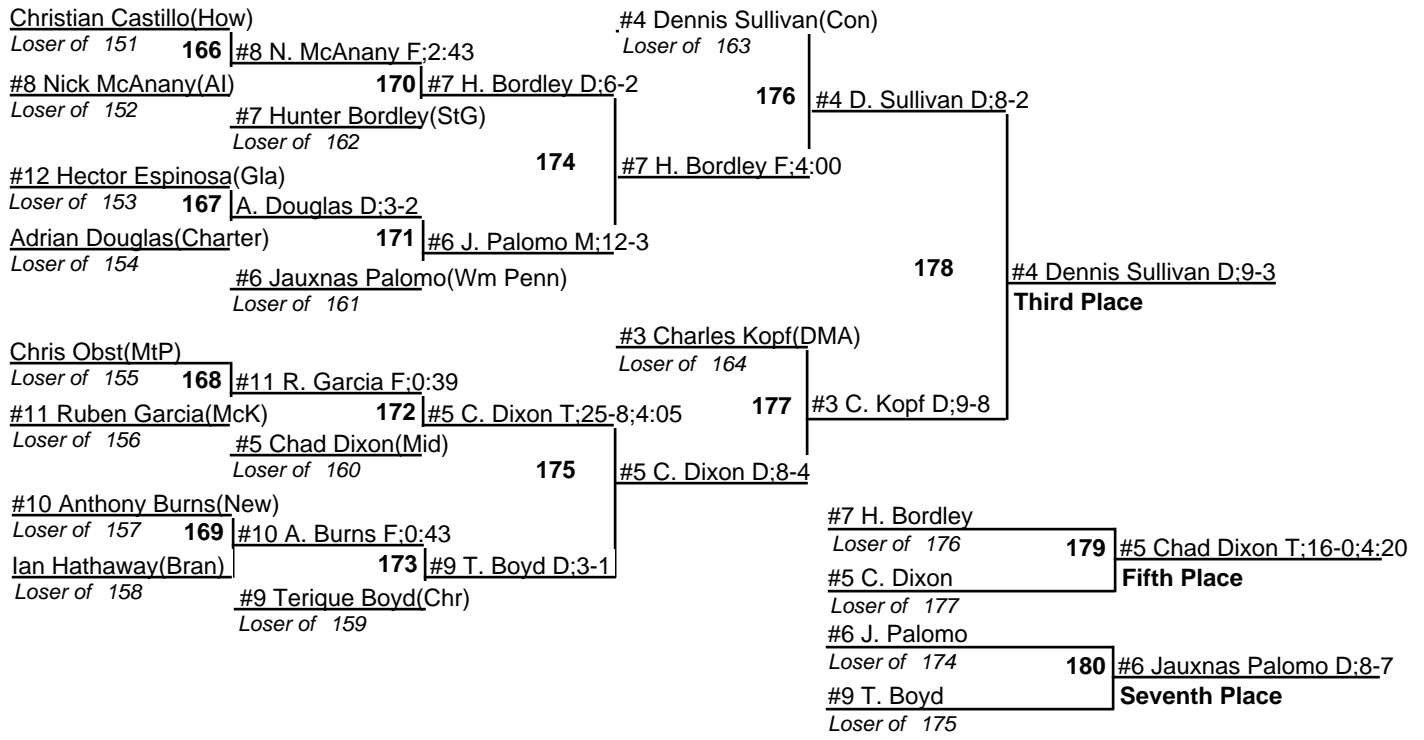 Christian Castillo(How)
Loser of 151
166
#8 N. McAnany F;2:43
#8 Nick McAnany(AI)
Loser of 152
170
#7 H. Bordley D;6-2
#7 Hunter Bordley(StG)
Loser of 162
#12 Hector Espinosa(Gla)
Loser of 153
167
A. Douglas D;3-2
Adrian Douglas(Charter)
Loser of 154
171
#6 J. Palomo M;12-3
#6 Jauxnas Palomo(Wm Penn)
Loser of 161
174
#7 H. Bordley F;4:00
#4 Dennis Sullivan(Con)
Loser of 163
176
#4 D. Sullivan D;8-2
Chris Obst(MtP)
Loser of 155
168
#11 R. Garcia F;0:39
#11 Ruben Garcia(McK)
Loser of 156
172
#5 C. Dixon T;25-8;4:05
#5 Chad Dixon(Mid)
Loser of 160
#10 Anthony Burns(New)
Loser of 157
169
#10 A. Burns F;0:43
Ian Hathaway(Bran)
Loser of 158
173
#9 T. Boyd D;3-1
#9 Terique Boyd(Chr)
Loser of 159
175
#5 C. Dixon D;8-4
#3 Charles Kopf(DMA)
Loser of 164
177
#3 C. Kopf D;9-8
178
#4 Dennis Sullivan D;9-3
Third Place
#7 H. Bordley
Loser of 176
179
#5 Chad Dixon T;16-0;4:20
Fifth Place
#5 C. Dixon
Loser of 177
#6 J. Palomo
Loser of 174
180
#6 Jauxnas Palomo D;8-7
Seventh Place
#9 T. Boyd
Loser of 175